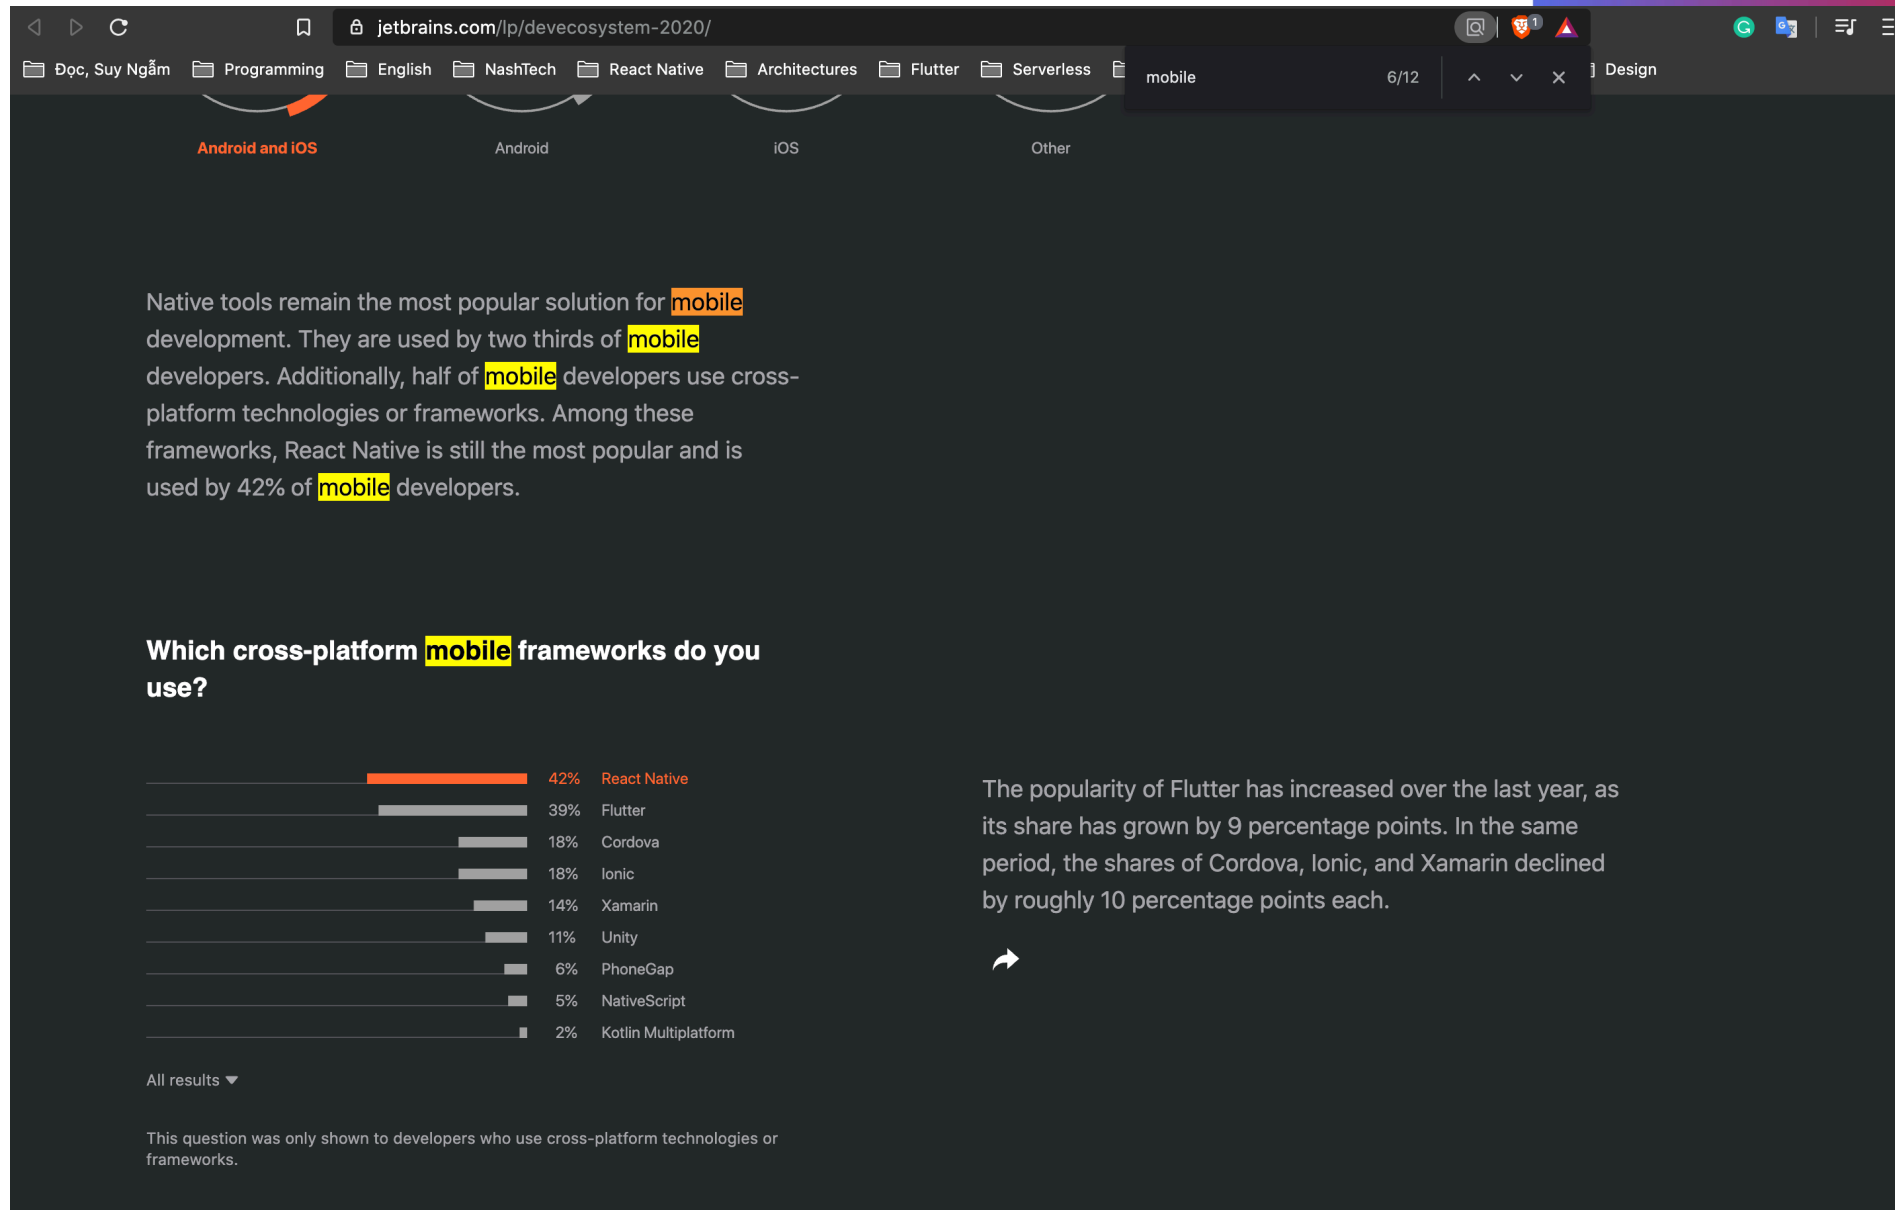 jetbrains.com/lp/devecosystem-2020/
1
Đọc, Suy Ngẫm
Programming
English
NashTech
React Native
Architectures
Flutter
Serverless
Design
mobile
6/12
Android and iOS
Android
iOS
Other
Native tools remain the most popular solution for mobile
development. They are used by two thirds of mobile
developers. Additionally, half of mobile developers use cross-
platform technologies or frameworks. Among these
frameworks, React Native is still the most popular and is
used by 42% of mobile developers.
Which cross-platform mobile frameworks do you
use?
42% React Native
39% Flutter
18% Cordova
18% Ionic
14% Xamarin
11% Unity
6% PhoneGap
5% NativeScript
2% Kotlin Multiplatform
The popularity of Flutter has increased over the last year, as
its share has grown by 9 percentage points. In the same
period, the shares of Cordova, Ionic, and Xamarin declined
by roughly 10 percentage points each.
All results
This question was only shown to developers who use cross-platform technologies or
frameworks.